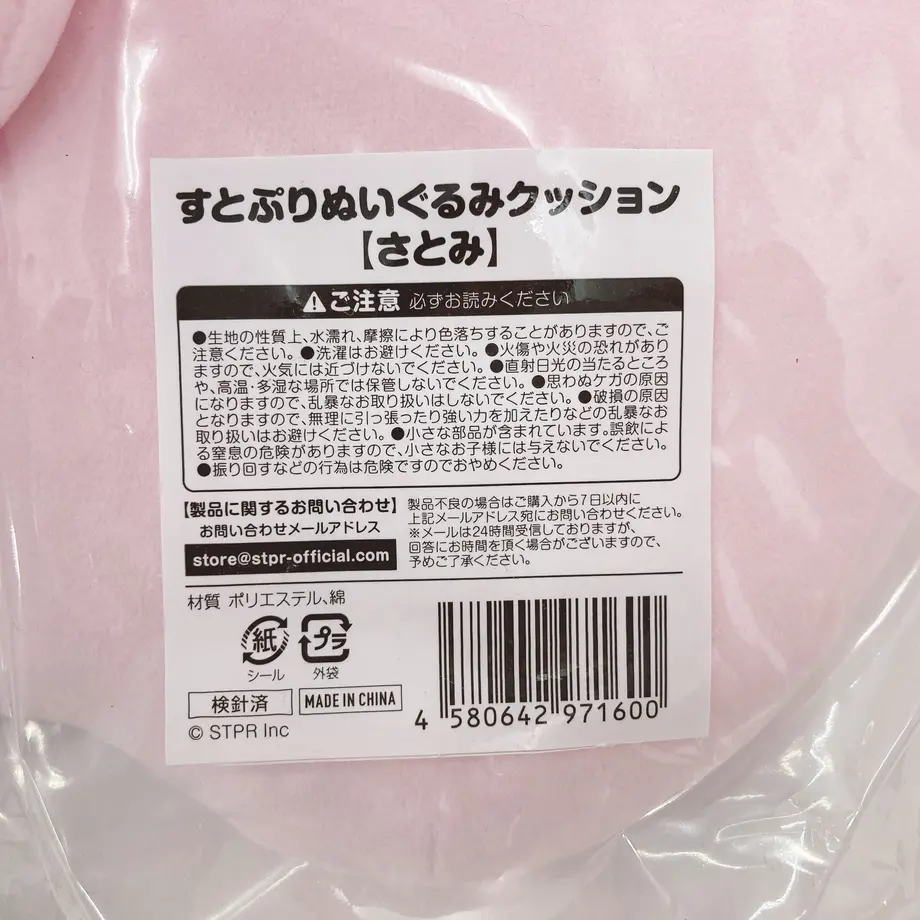 すとぷりぬいぐるみクッション
【さとみ】
⚠ご注意 必ずお読みください
●生地の性質上、水濡れ、摩擦により色落ちすることがありますので、ご
注意ください。●洗濯はお避けください。●火傷や火災の恐れがあり
ますので、火気には近づけないでください。●直射日光の当たるところ
や、高温・多湿な場所では保管しないでください。●思わぬケガの原因
になりますので、乱暴なお取り扱いはしないでください。●破損の原因
となりますので、無理に引っ張ったり強い力を加えたりなどの乱暴なお
取り扱いはお避けください。●小さな部品が含まれています。誤飲によ
る窒息の危険がありますので、小さなお子様には与えないでください。
●振り回すなどの行為は危険ですのでおやめください。
【製品に関するお問い合わせ】
お問い合わせメールアドレス
store@stpr-official.com
製品不良の場合はご購入から7日以内に
上記メールアドレス宛にお問い合わせください。
※メールは24時間受信しておりますが、
回答にお時間を頂く場合がございますので、
予めご了承ください。
材質 ポリエステル、綿
紙
シール
プラ
外袋
検針済
MADE IN CHINA
© STPR Inc
4 580642 971600